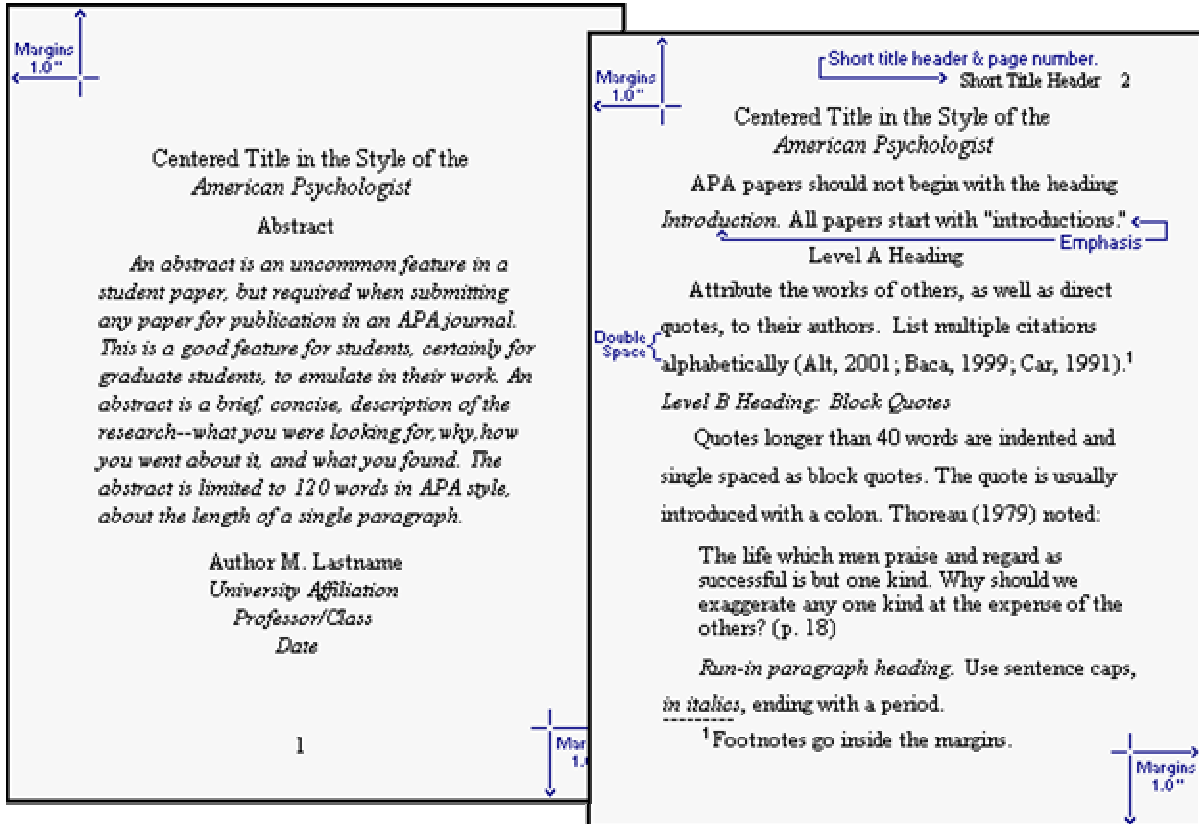 Margins
1.0"
Centered Title in the Style of the
American Psychologist
Abstract
An abstract is an uncommon feature in a
student paper, but required when submitting
any paper for publication in an APA journal.
This is a good feature for students, certainly for
graduate students, to emulate in their work. An
abstract is a brief, concise, description of the
research--what you were looking for, why, how
you went about it, and what you found. The
abstract is limited to 120 words in APA style,
about the length of a single paragraph.
Author M. Lastname
University Affiliation
Professor/Class
Date
1
Mar
1.
Margins
1.0"
Short title header & page number.
Short Title Header 2
Centered Title in the Style of the
American Psychologist
APA papers should not begin with the heading
Introduction. All papers start with "introductions."
Emphasis
Level A Heading
Attribute the works of others, as well as direct
quotes, to their authors. List multiple citations
Double
Space
alphabetically (Alt, 2001; Baca, 1999; Car, 1991).¹
Level B Heading: Block Quotes
Quotes longer than 40 words are indented and
single spaced as block quotes. The quote is usually
introduced with a colon. Thoreau (1979) noted:
The life which men praise and regard as
successful is but one kind. Why should we
exaggerate any one kind at the expense of the
others? (p. 18)
Run-in paragraph heading. Use sentence caps,
in italics, ending with a period.
¹Footnotes go inside the margins.
Margins
1.0"